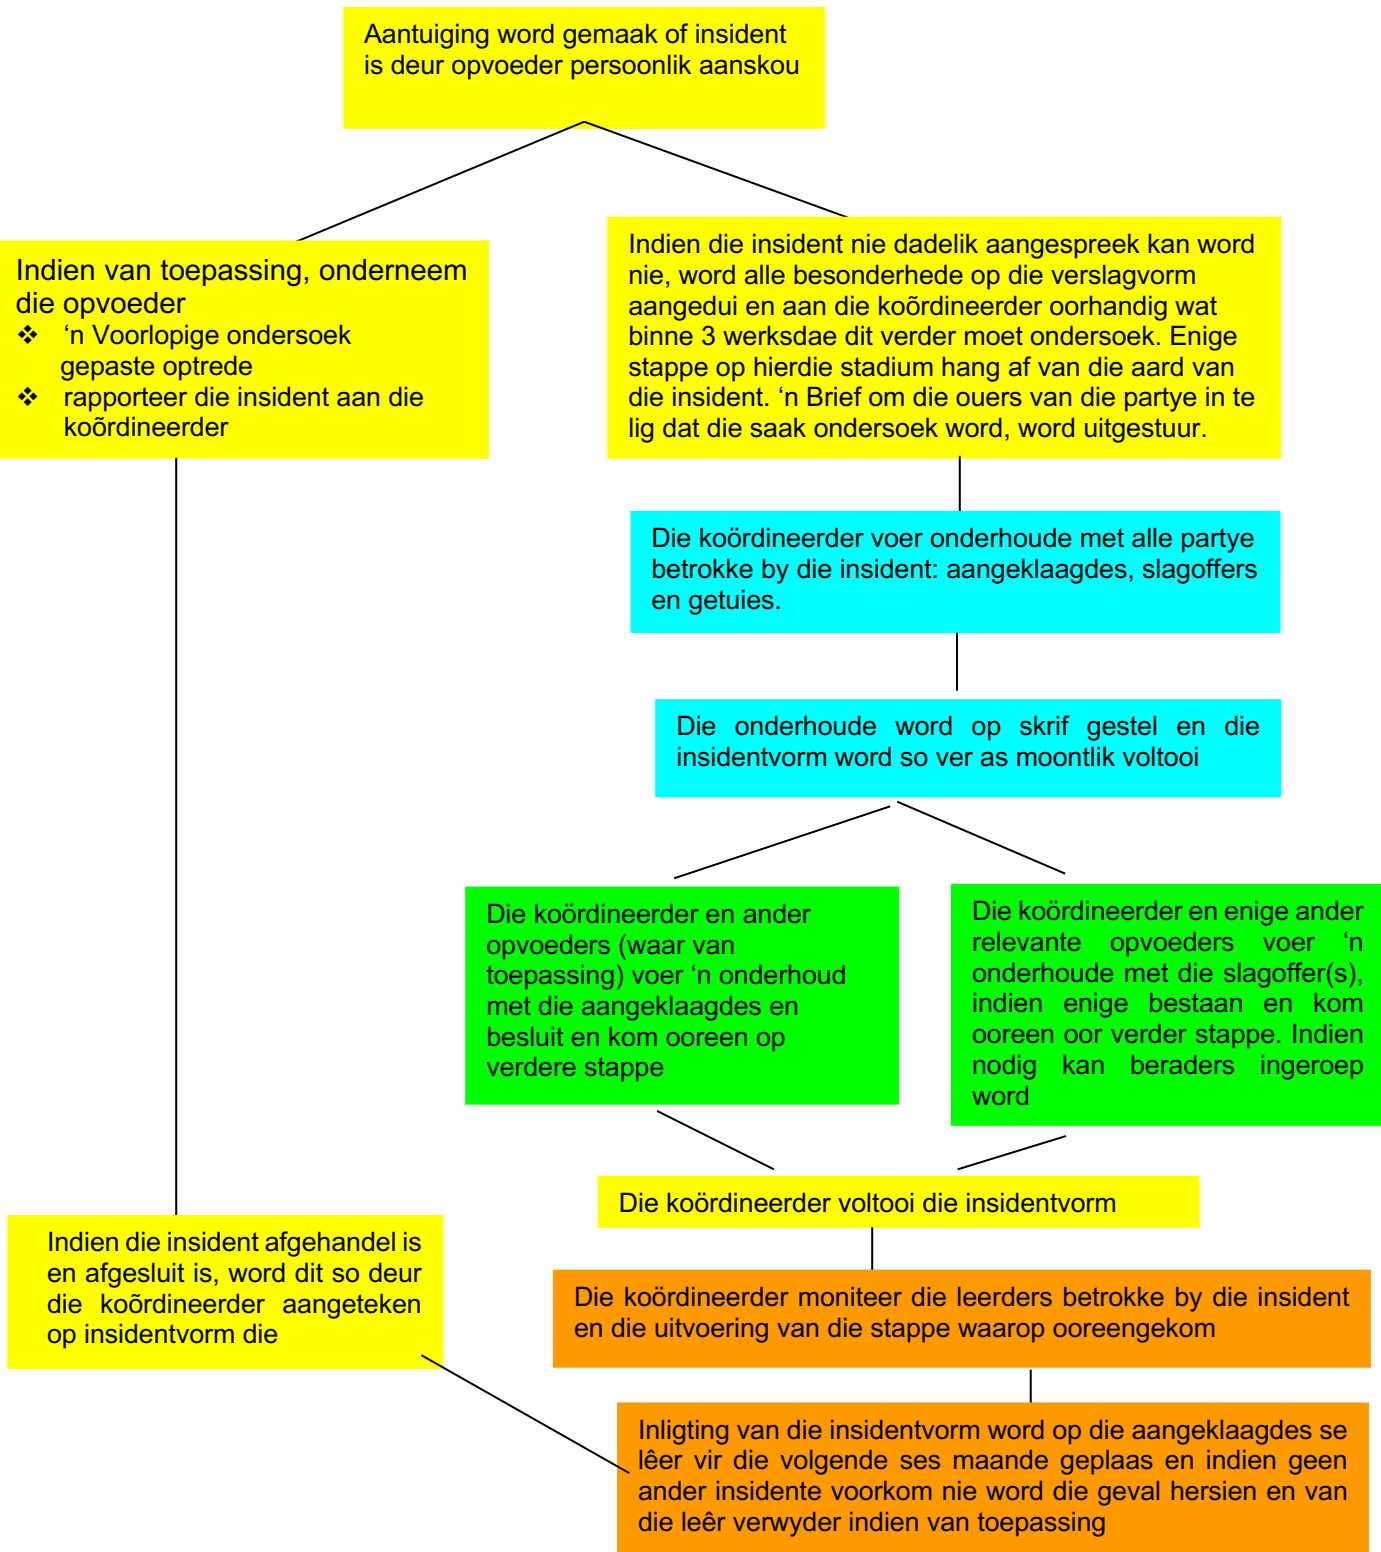 Aantuiging word gemaak of insident
is deur opvoeder persoonlik aanskou
Indien van toepassing, onderneem
die opvoeder
❖ ‘n Voorlopige ondersoek
gepaste optrede
❖ rapporteer die insident aan die
koõrdineerder
Indien die insident nie dadelik aangespreek kan word
nie, word alle besonderhede op die verslagvorm
aangedui en aan die koõrdineerder oorhandig wat
binne 3 werksdae dit verder moet ondersoek. Enige
stappe op hierdie stadium hang af van die aard van
die insident. ‘n Brief om die ouers van die partye in te
lig dat die saak ondersoek word, word uitgestuur.
Die koördineerder voer onderhoude met alle partye
betrokke by die insident: aangeklaagdes, slagoffers
en getuies.
Die onderhoude word op skrif gestel en die
insidentvorm word so ver as moontlik voltooi
Die koördineerder en ander
opvoeders (waar van
toepassing) voer ‘n onderhoud
met die aangeklaagdes en
besluit en kom ooreen op
verdere stappe
Die koördineerder en enige ander
relevante opvoeders voer ‘n
onderhoude met die slagoffer(s),
indien enige bestaan en kom
ooreen oor verder stappe. Indien
nodig kan beraders ingeroep
word
Die koördineerder voltooi die insidentvorm
Indien die insident afgehandel is
en afgesluit is, word dit so deur
die koõrdineerder aangeteken
op insidentvorm die
Die koördineerder moniteer die leerders betrokke by die insident
en die uitvoering van die stappe waarop ooreengekom
Inligting van die insidentvorm word op die aangeklaagdes se
lêer vir die volgende ses maande geplaas en indien geen
ander insidente voorkom nie word die geval hersien en van
die leêr verwyder indien van toepassing